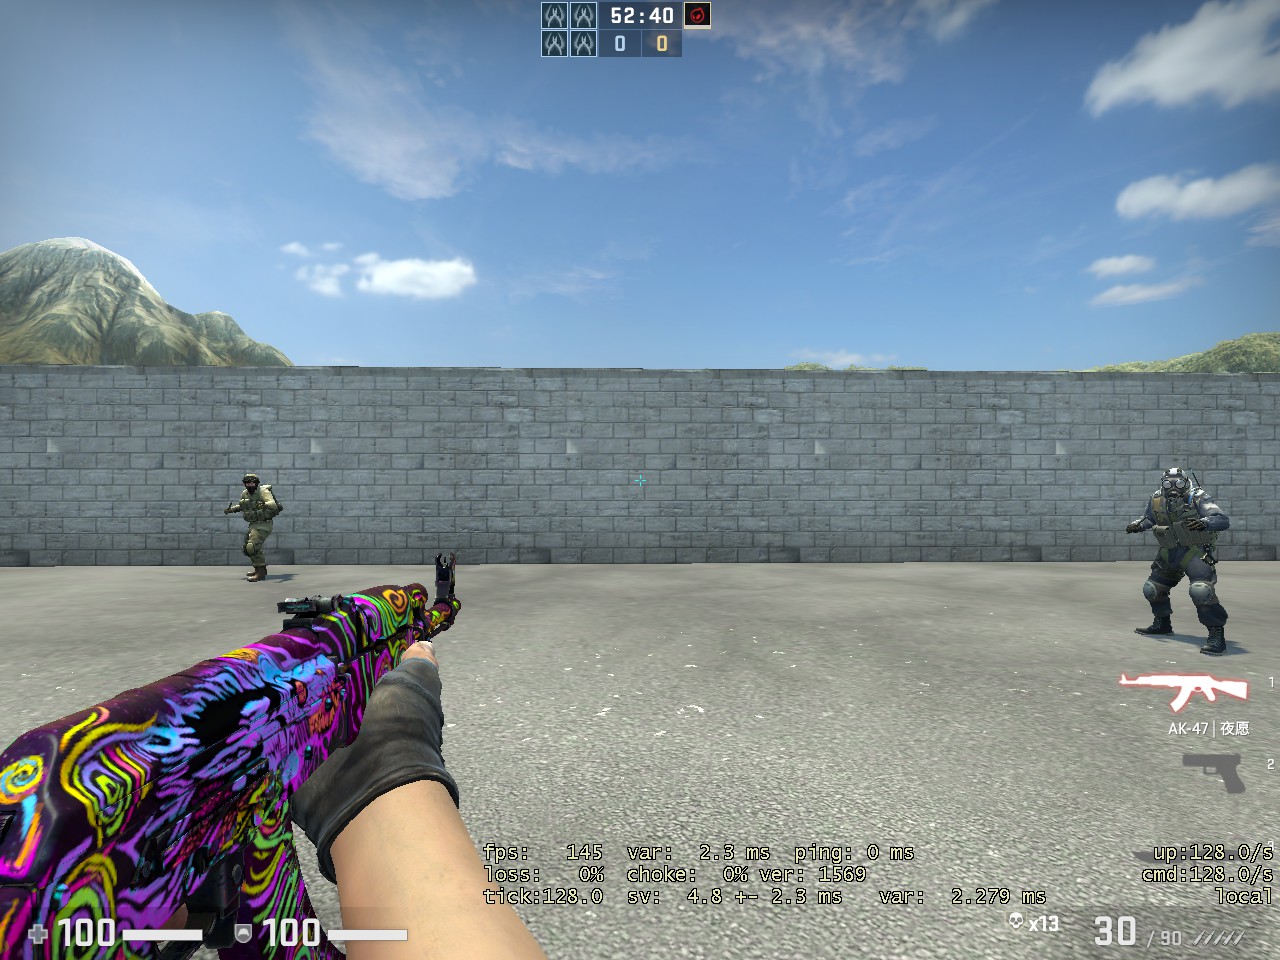 52:40
0 0
1
AK-47 | 夜愿
2
fps: 145 var: 2.3 ms ping: 0 ms up:128.0/s
loss: 0% choke: 0% ver: 1569 cmd:128.0/s
tick:128.0 sv: 4.8 +- 2.3 ms var: 2.279 ms local
100 100 x13 30 / 90